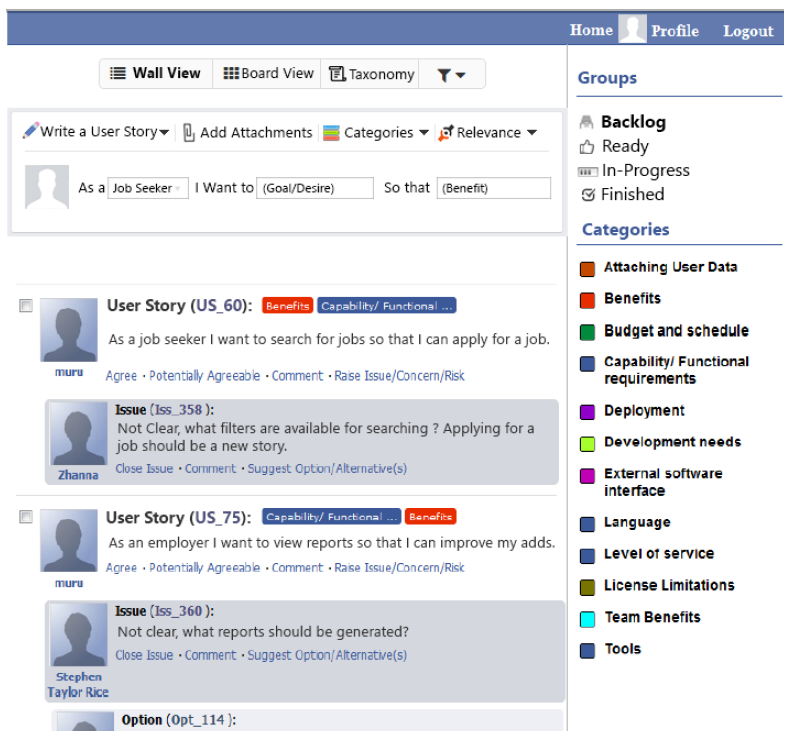 Home Profile Logout
Wall View Board View Taxonomy
Write a User Story Add Attachments Categories Relevance
As a Job Seeker I Want to (Goal/Desire) So that (Benefit)
User Story (US_60): Benefits Capability/ Functional ...
As a job seeker I want to search for jobs so that I can apply for a job.
muru
Agree • Potentially Agreeable • Comment • Raise Issue/Concern/Risk
Issue (Iss_358 ):
Not Clear, what filters are available for searching ? Applying for a
job should be a new story.
Close Issue • Comment • Suggest Option/Alternative(s)
Zhanna
User Story (US_75): Capability/ Functional ... Benefits
As an employer I want to view reports so that I can improve my adds.
Agree • Potentially Agreeable • Comment • Raise Issue/Concern/Risk
muru
Issue (Iss_360 ):
Not clear, what reports should be generated?
Close Issue • Comment • Suggest Option/Alternative(s)
Stephen
Taylor Rice
Option (Opt_114 ):
Groups
Backlog
Ready
In-Progress
Finished
Categories
Attaching User Data
Benefits
Budget and schedule
Capability/ Functional
requirements
Deployment
Development needs
External software
interface
Language
Level of service
License Limitations
Team Benefits
Tools